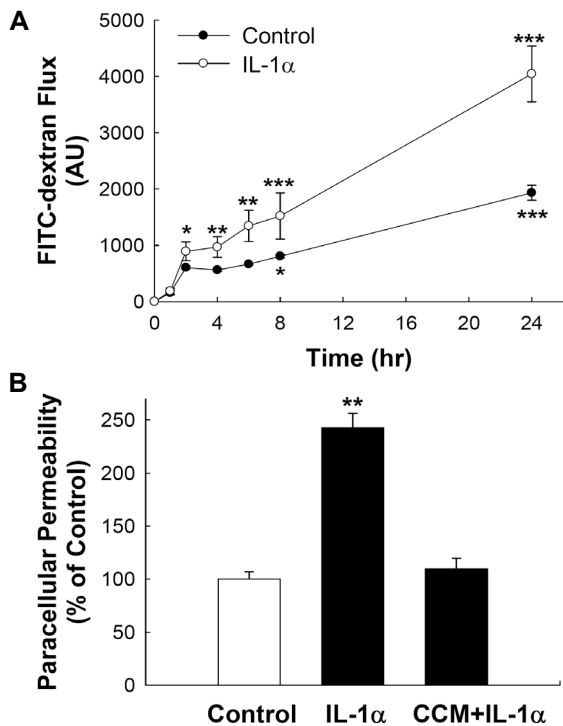 A
Control
IL-1α
FITC-dextran Flux
(AU)
5000
4000
3000
2000
1000
0
***
*
**
**
***
*
***
0 4 8 12 16 20 24
Time (hr)
B
Paracellular Permeability
(% of Control)
250
200
150
100
50
0
**
Control IL-1α CCM+IL-1α